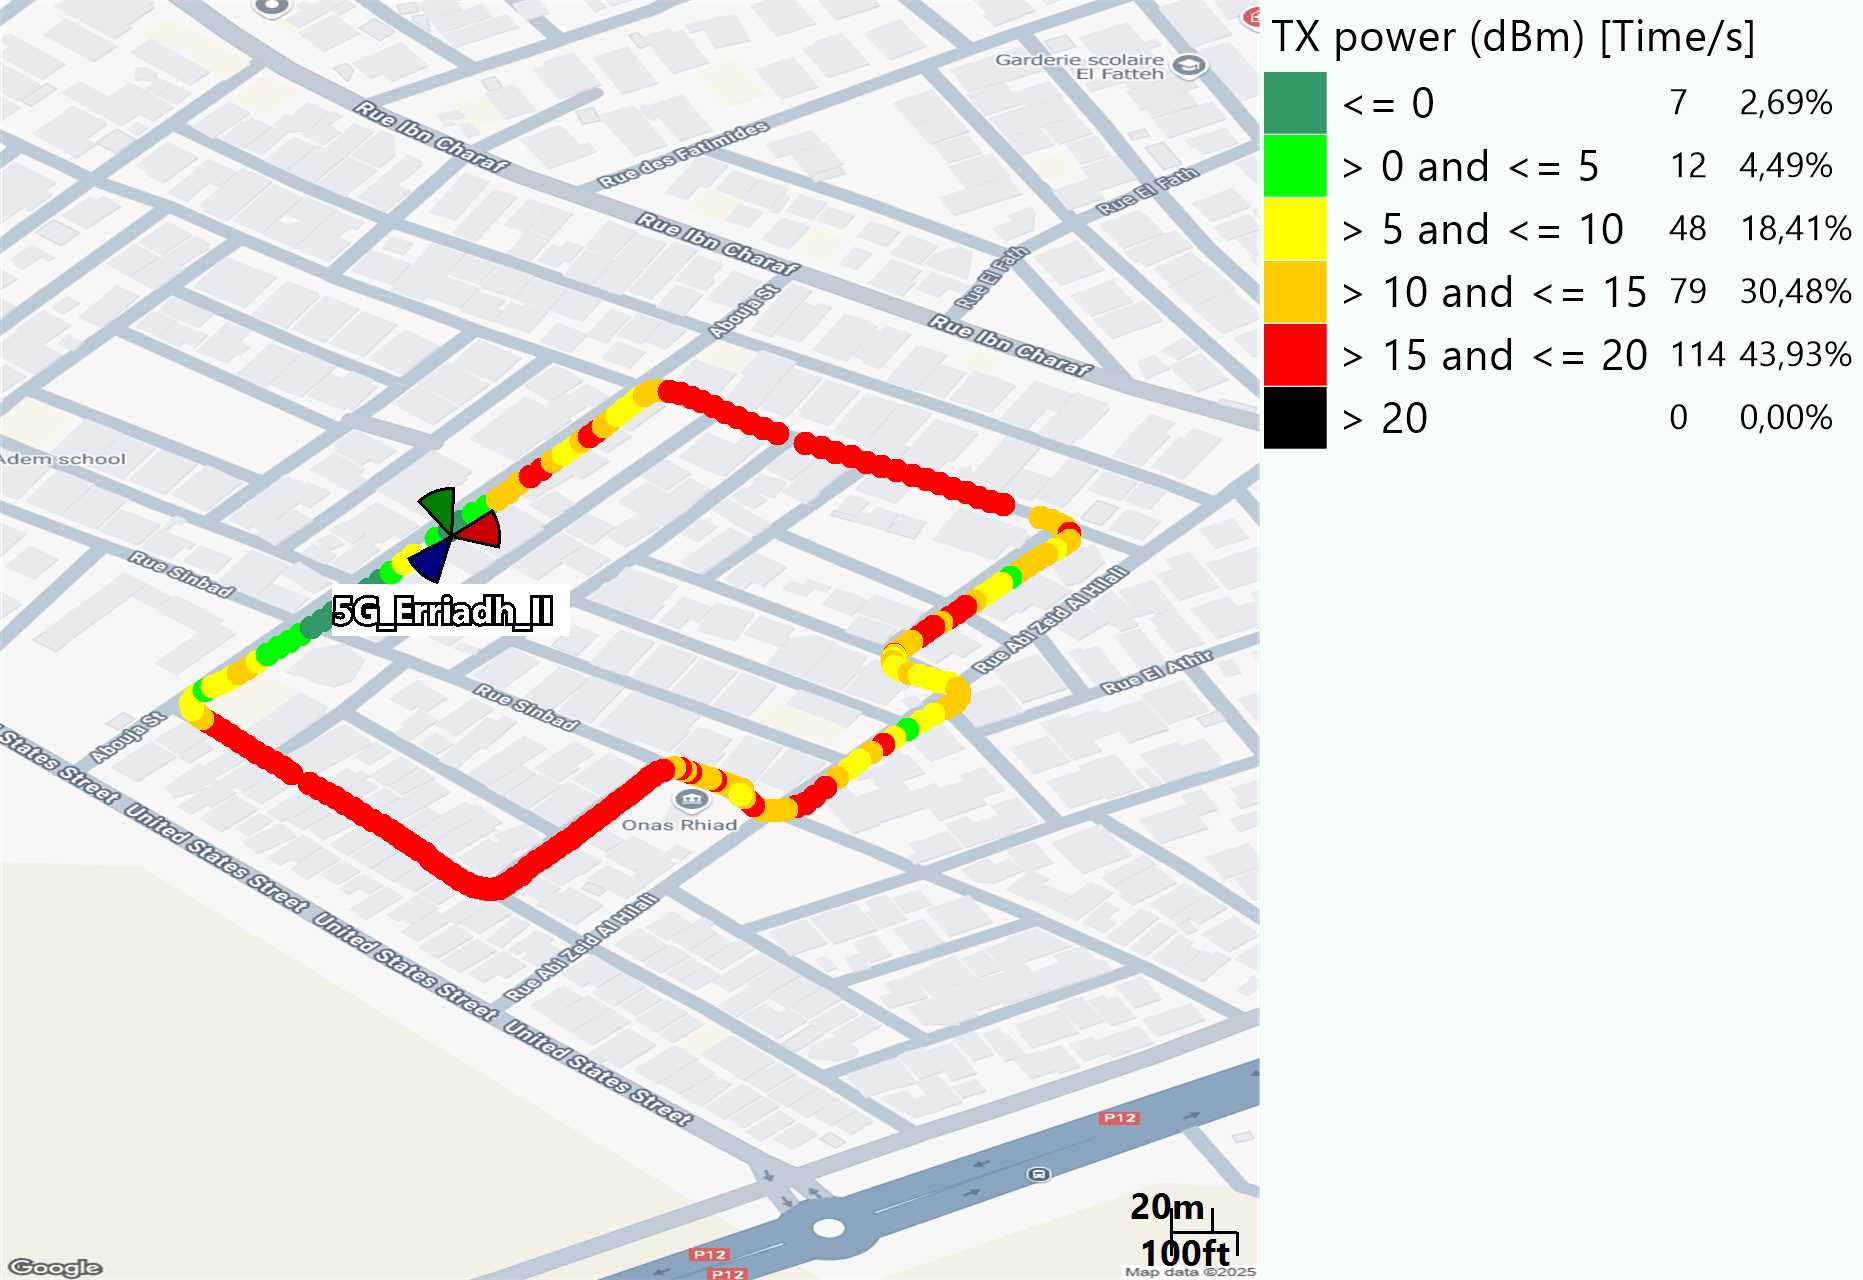 TX power (dBm) [Time/s]
<= 0 7 2,69%
> 0 and <= 5 12 4,49%
> 5 and <= 10 48 18,41%
> 10 and <= 15 79 30,48%
> 15 and <= 20 114 43,93%
> 20 0 0,00%
Garderie scolaire
El Fatteh
Rue Ibn Charaf
Rue des Fatimides
Rue El Fath
Rue Ibn Charaf
Rue El Fath
Abouja St
Rue Ibn Charaf
Adem school
Rue Sinbad
5G_Erriadh_II
Rue Abi Zeid Al Hilali
Rue El Athir
Rue Sinbad
Abouja St
States Street
United States Street
United States Street
United States Street
Onas Rhiad
Rue Abi Zeid Al Hilali
P12
P12
P12
20m
100ft
Google
Map data ©2025